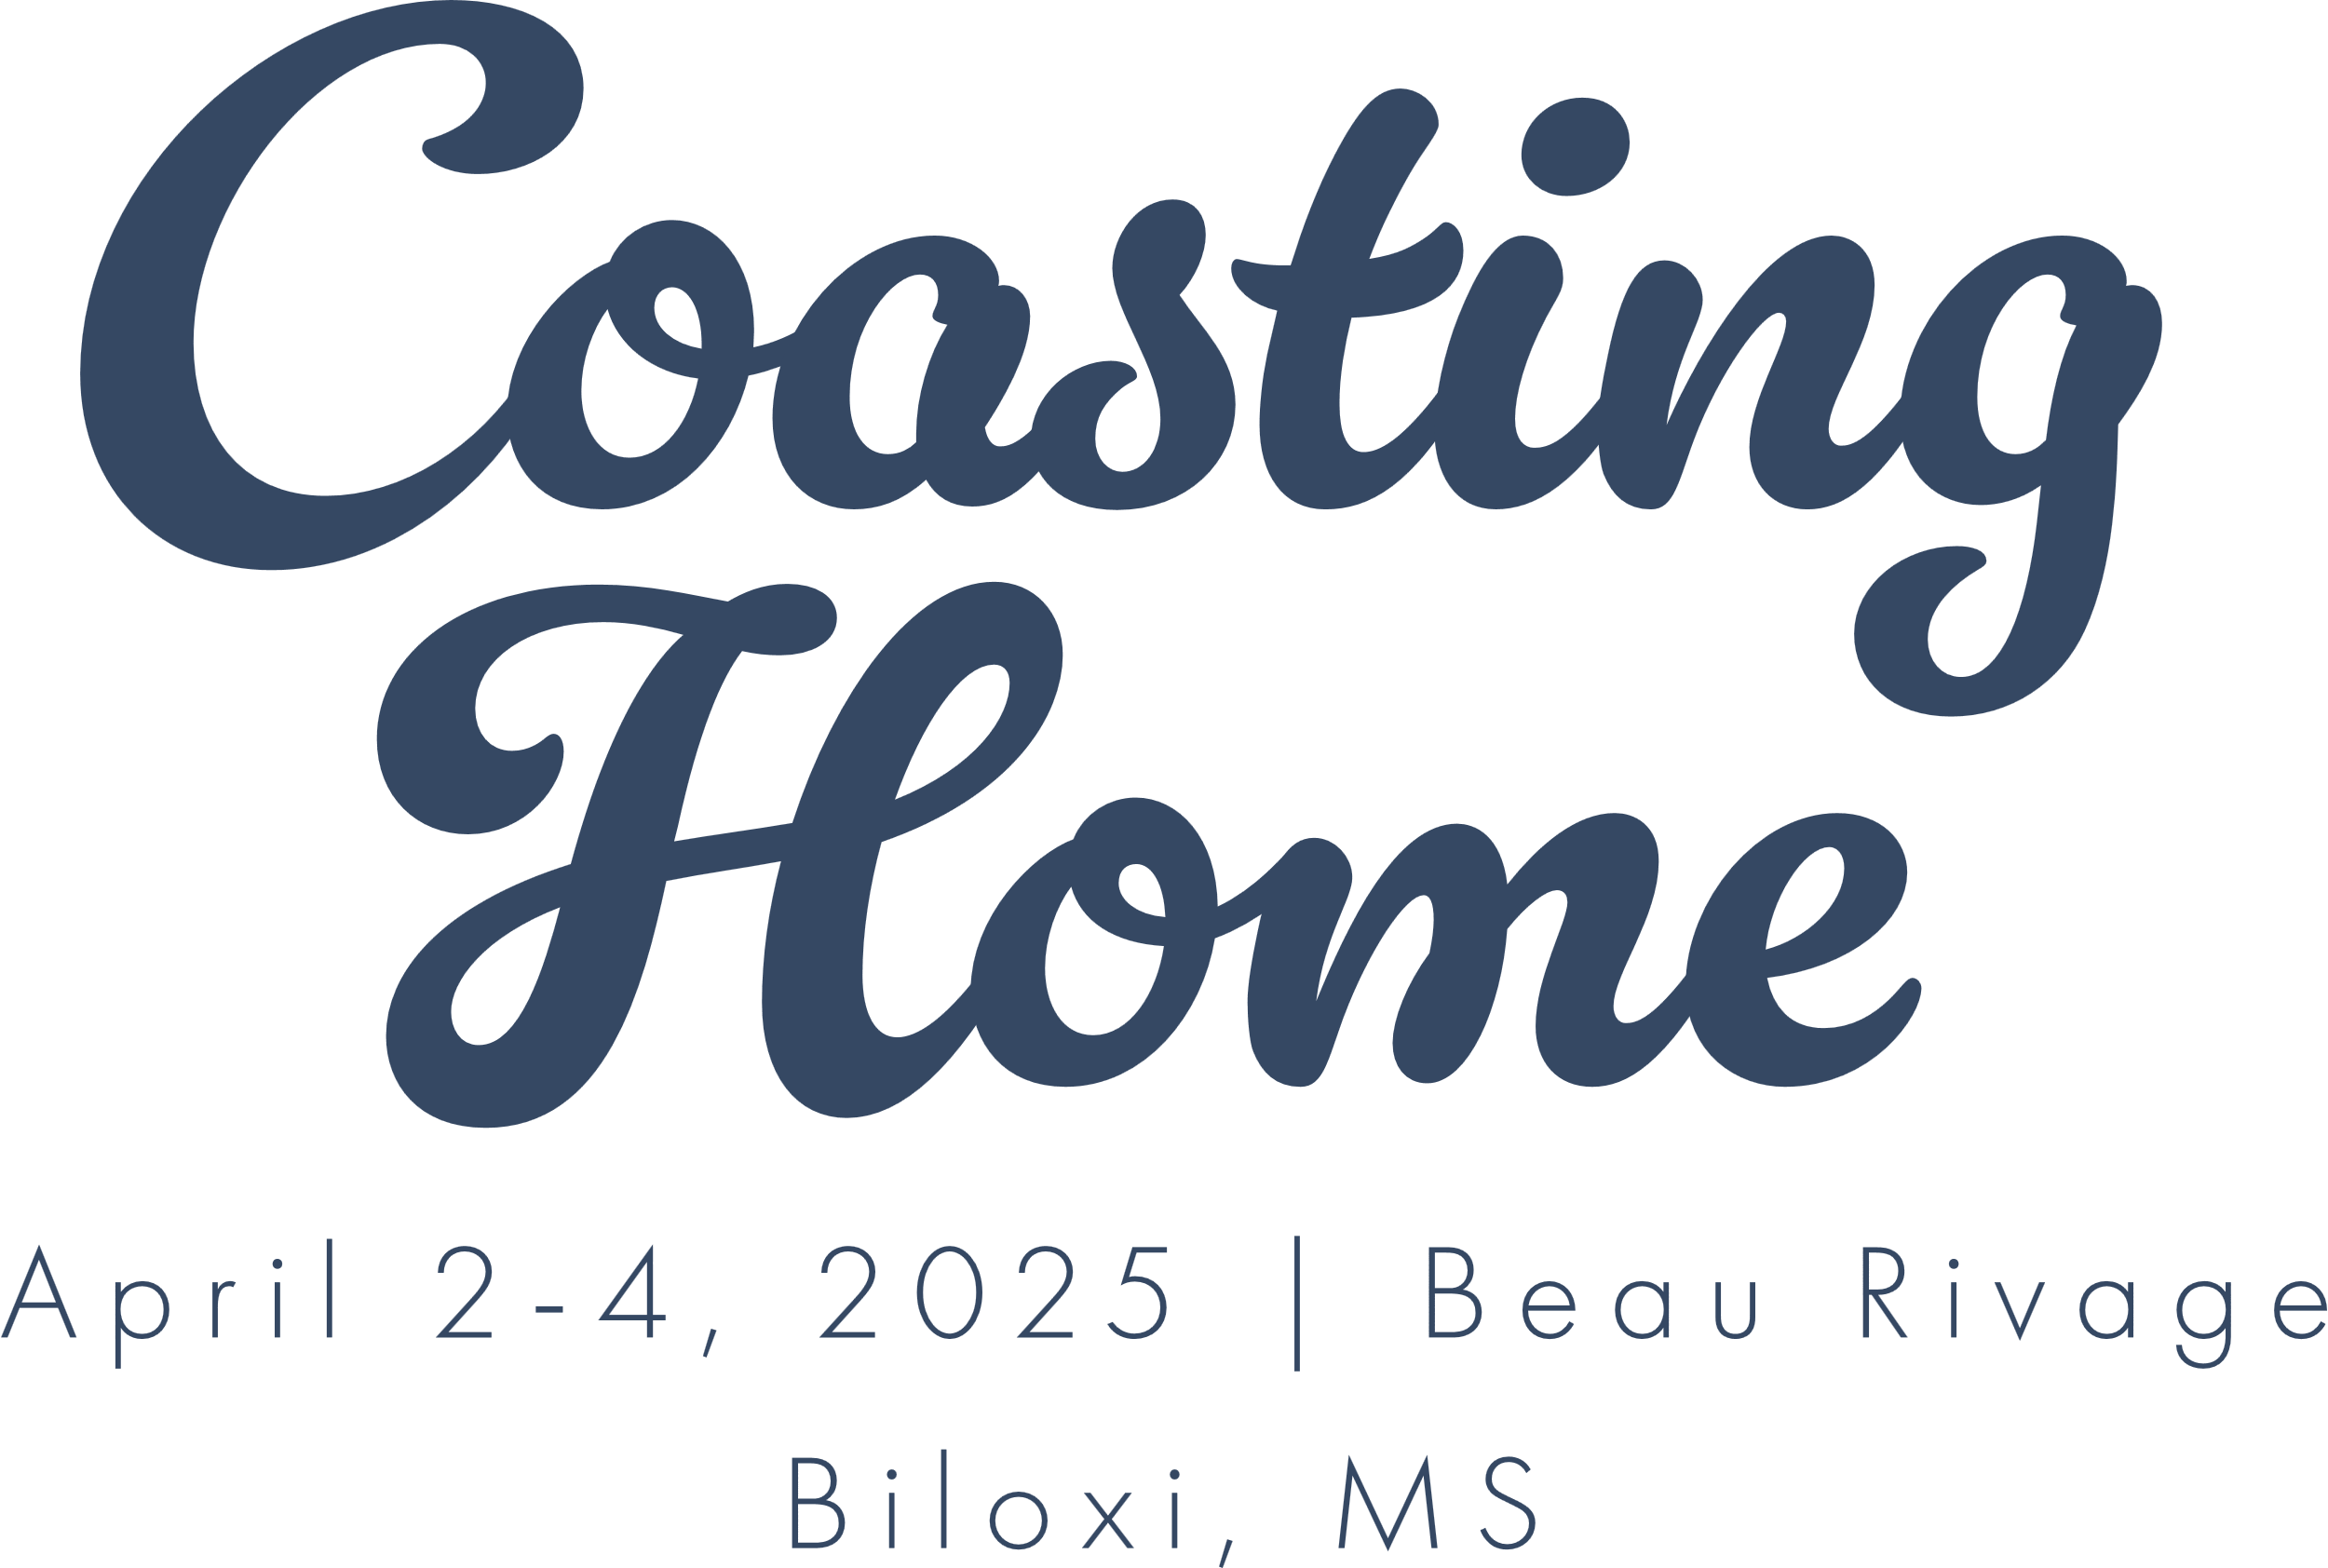 Coasting
Home
April 2-4, 2025 | Beau Rivage
Biloxi, MS